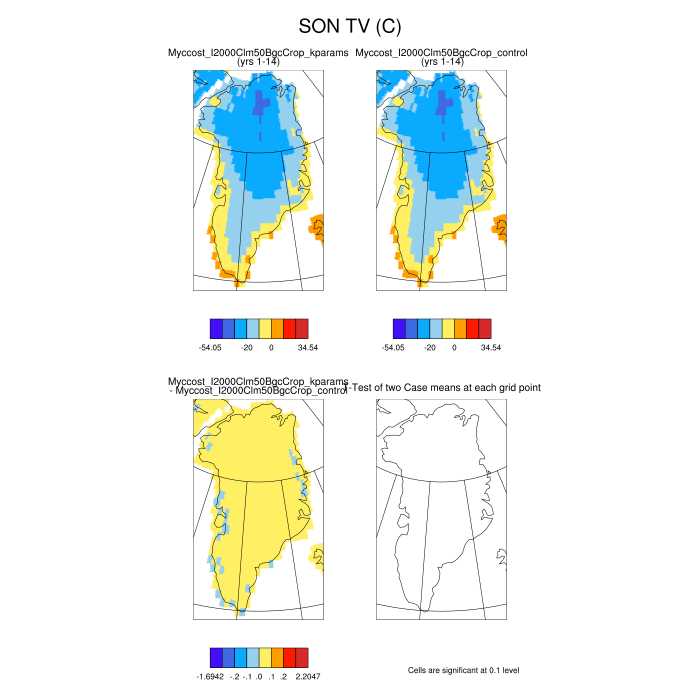 SON TV (C)
Myccost_I2000Clm50BgcCrop_kparams
(yrs 1-14)
Myccost_I2000Clm50BgcCrop_control
(yrs 1-14)
-54.05 -20 0 34.54
-54.05 -20 0 34.54
Myccost_I2000Clm50BgcCrop_kparams
- Myccost_I2000Clm50BgcCrop_control
T-Test of two Case means at each grid point
-1.6942 -.2 -.1 .0 .1 .2 2.2047
Cells are significant at 0.1 level